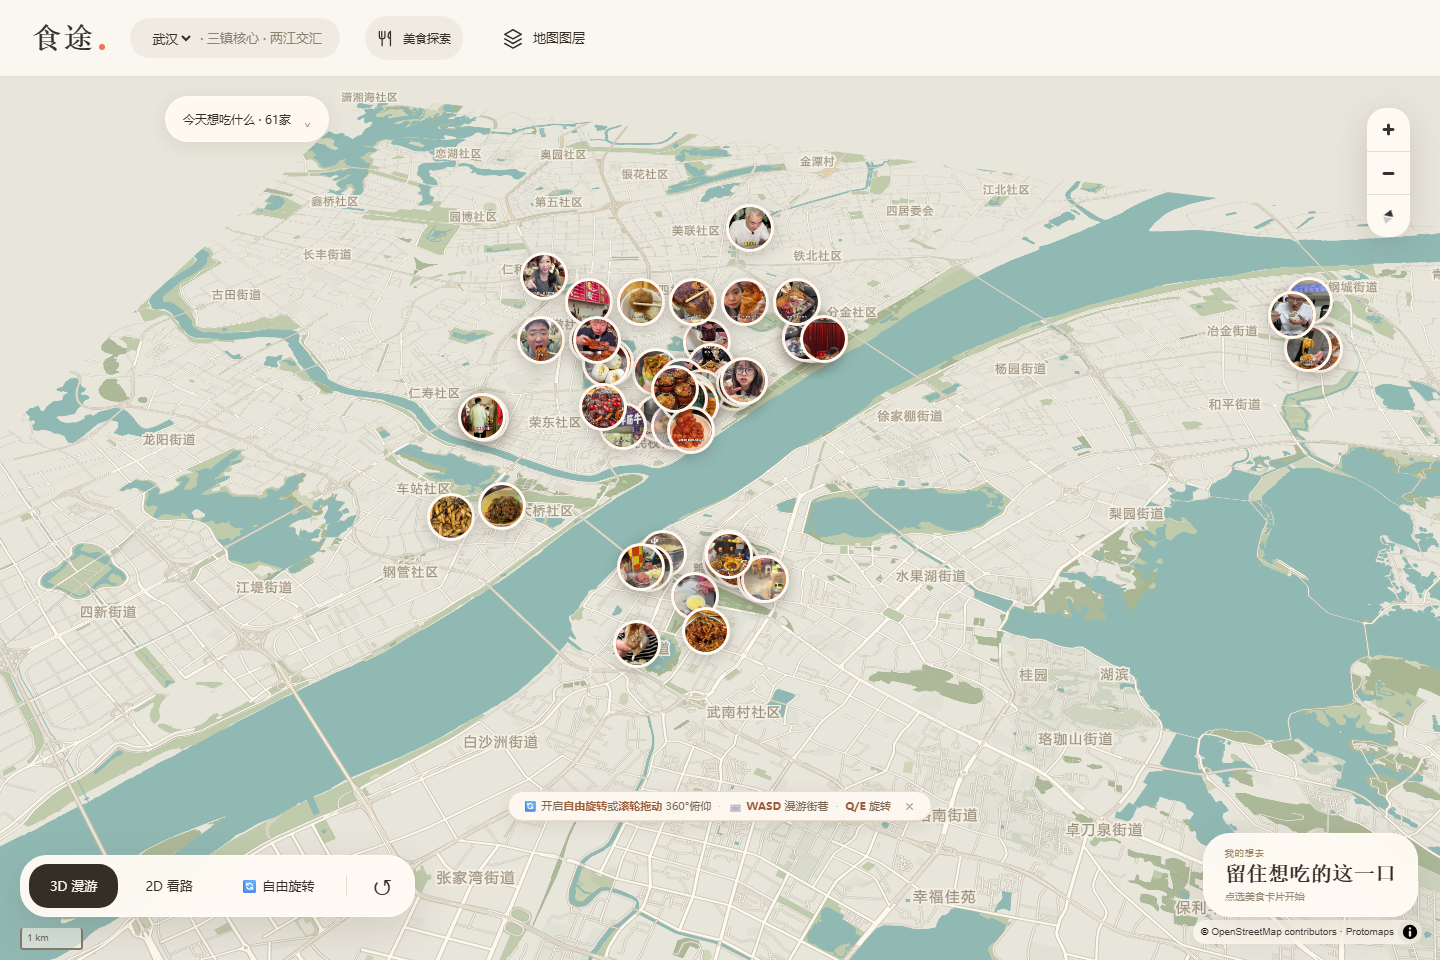 食途.
武汉 · 三镇核心 · 两江交汇
美食探索
地图图层
今天想吃什么 · 61家
潇湘海社区
恋湖社区
奥园社区
银花社区
金潭村
江北社区
鑫桥社区
园博社区
第五社区
四居委会
美联社区
长丰街道
铁北社区
古田街道
分金社区
钢城街道
冶金街道
杨园街道
仁寿社区
和平街道
徐家棚街道
荣东社区
龙阳街道
车站社区
大桥社区
梨园街道
钢管社区
水果湖街道
江堤街道
四新街道
桂园
湖滨
武南村社区
白沙洲街道
珞珈山街道
开启自由旋转或滚轮拖动 360°俯仰 · WASD 漫游街巷 · Q/E 旋转 ×
南街道
卓刀泉街道
我的想去
留住想吃的这一口
点选美食卡片开始
3D 漫游
2D 看路
自由旋转
张家湾街道
幸福佳苑
保利
1 km
© OpenStreetMap contributors · Protomaps